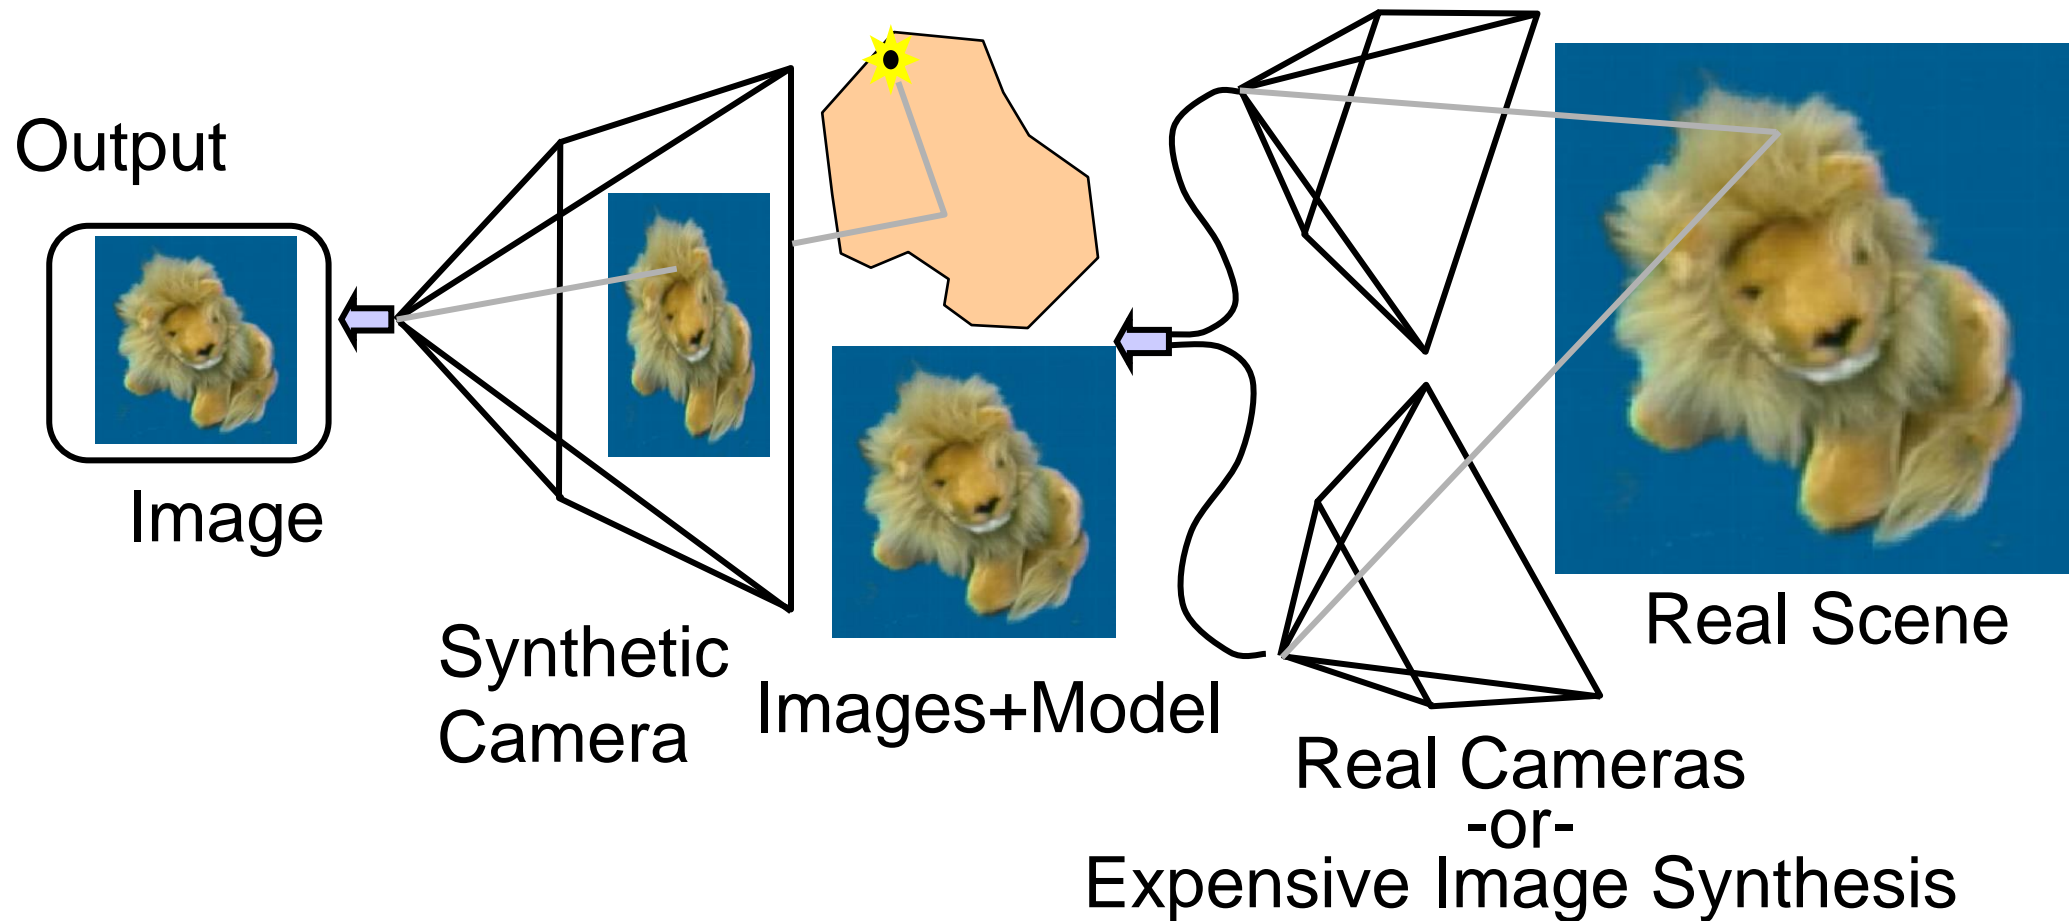 Output
Image
Synthetic
Camera
Images+Model
Real Scene
Real Cameras
-or-
Expensive Image Synthesis